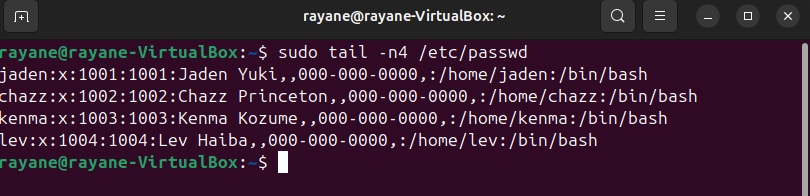 rayane@rayane-VirtualBox: ~
rayane@rayane-VirtualBox:~$ sudo tail -n4 /etc/passwd
jaden:x:1001:1001:Jaden Yuki,,000-000-0000,:/home/jaden:/bin/bash
chazz:x:1002:1002:Chazz Princeton,,000-000-0000,:/home/chazz:/bin/bash
kenma:x:1003:1003:Kenma Kozume,,000-000-0000,:/home/kenma:/bin/bash
lev:x:1004:1004:Lev Haiba,,000-000-0000,:/home/lev:/bin/bash
rayane@rayane-VirtualBox:~$